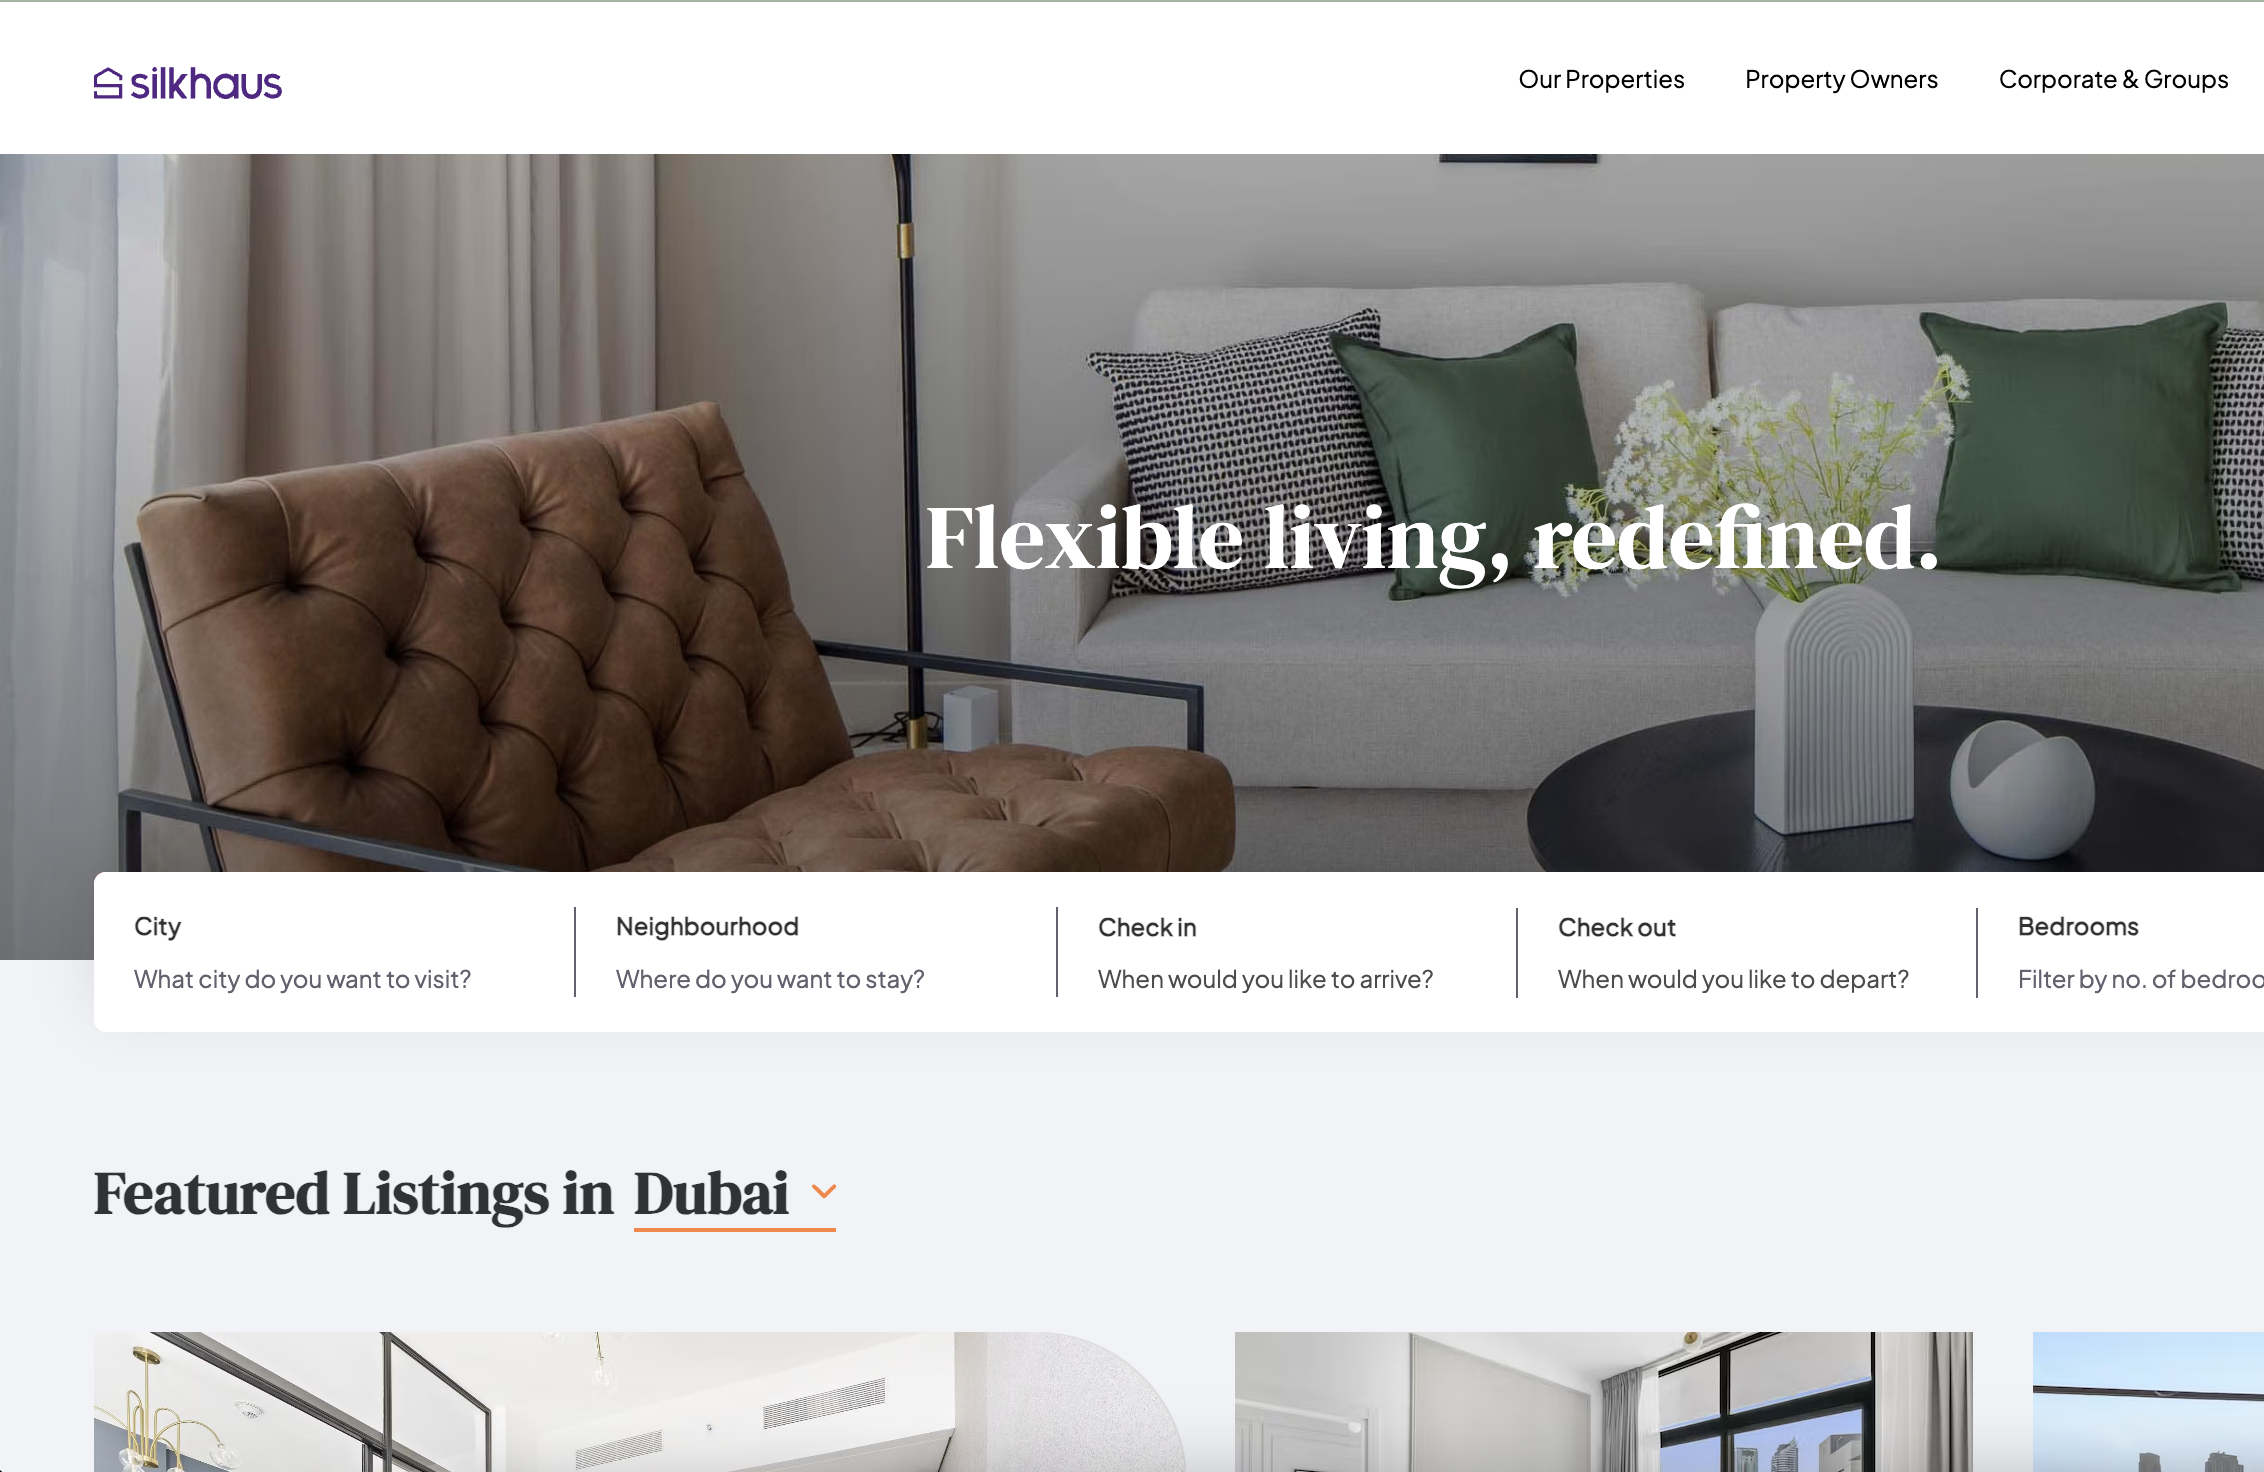 silkhaus
Our Properties
Property Owners
Corporate & Groups
Flexible living, redefined.
City
What city do you want to visit?
Neighbourhood
Where do you want to stay?
Check in
When would you like to arrive?
Check out
When would you like to depart?
Bedrooms
Filter by no. of
Featured Listings in Dubai